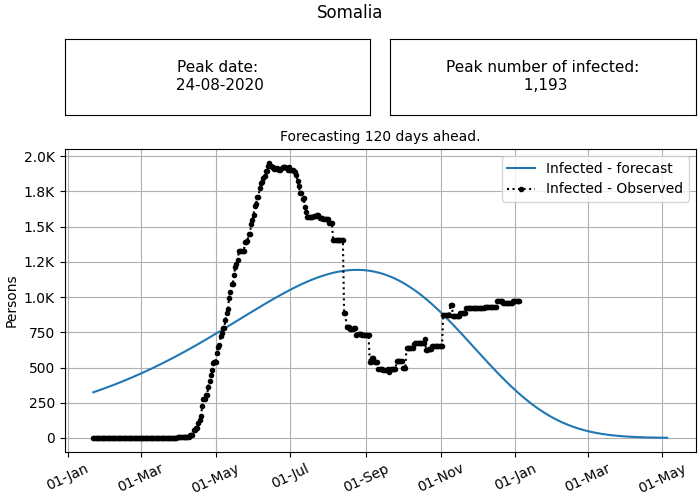 Somalia
Peak date:
24-08-2020
Peak number of infected:
1,193
Forecasting 120 days ahead.
Infected - forecast
Infected - Observed
Persons
2.0K
1.8K
1.5K
1.2K
1.0K
750
500
250
0
01-Jan
01-Mar
01-May
01-Jul
01-Sep
01-Nov
01-Jan
01-Mar
01-May